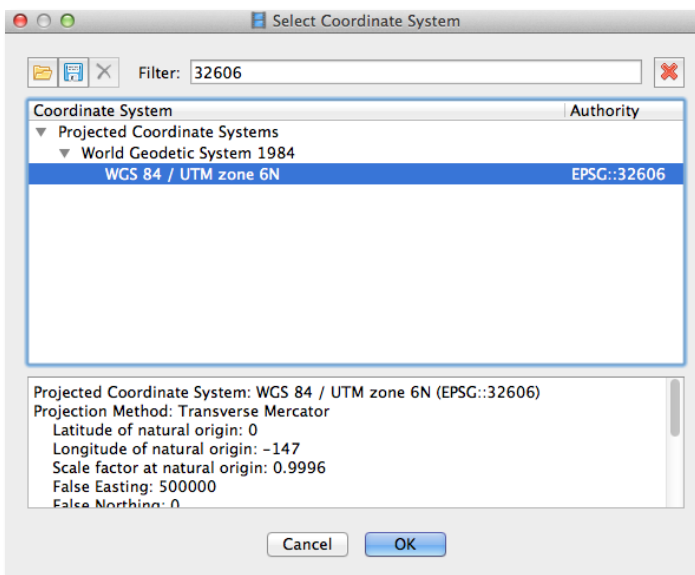 Select Coordinate System
Filter: 32606
Coordinate System Authority
Projected Coordinate Systems
World Geodetic System 1984
WGS 84 / UTM zone 6N EPSG::32606
Projected Coordinate System: WGS 84 / UTM zone 6N (EPSG::32606)
Projection Method: Transverse Mercator
Latitude of natural origin: 0
Longitude of natural origin: -147
Scale factor at natural origin: 0.9996
False Easting: 500000
False Northing: 0
Cancel OK